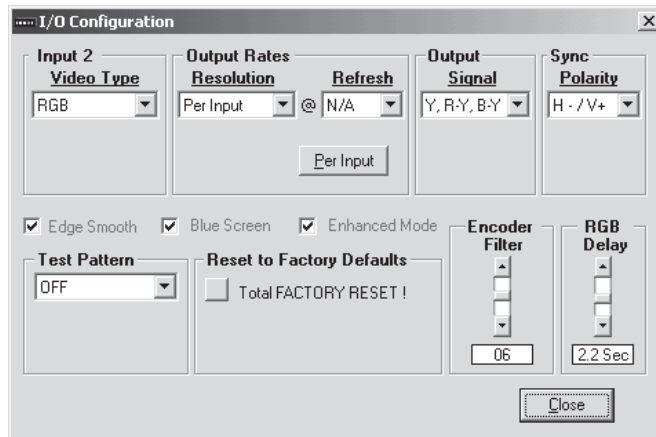 I/O Configuration
Input 2
Video Type
RGB
Output Rates
Resolution
Refresh
Per Input
@
N/A
Per Input
Output
Signal
Y, R-Y, B-Y
Sync
Polarity
H - / V+
Edge Smooth
Blue Screen
Enhanced Mode
Test Pattern
OFF
Reset to Factory Defaults
Total FACTORY RESET !
Encoder
Filter
06
RGB
Delay
2.2 Sec
Close